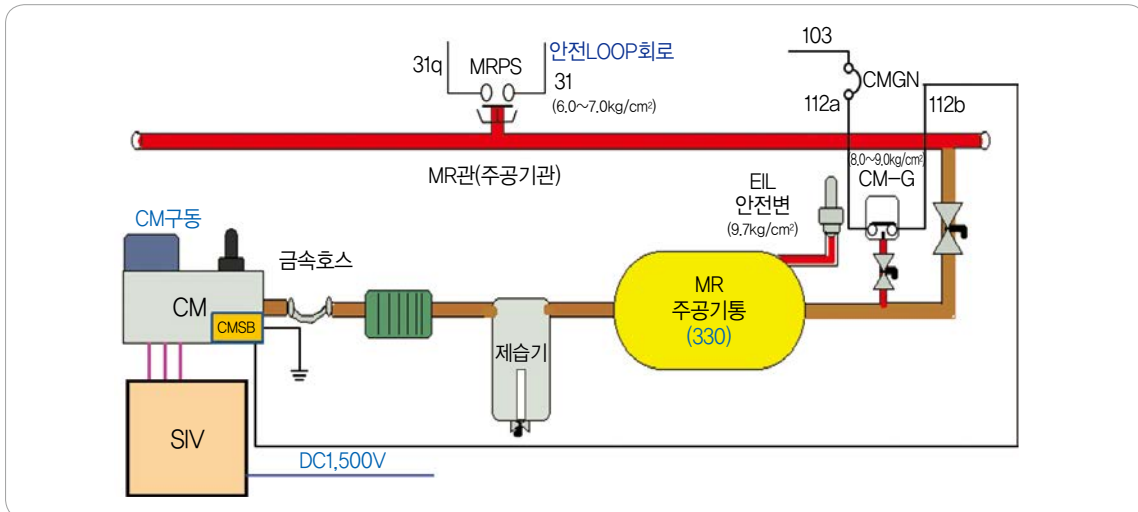 103
31q
MRPS
안전LOOP회로
31
(6.0~7.0kg/cm²)
CMGN
112a
112b
8.0~9.0kg/cm²)
CM-G
MR관(주공기관)
EIL
안전변
(9.7kg/cm²)
CM구동
금속호스
CM
CMSB
제습기
MR
주공기통
(330)
SIV
DC1,500V